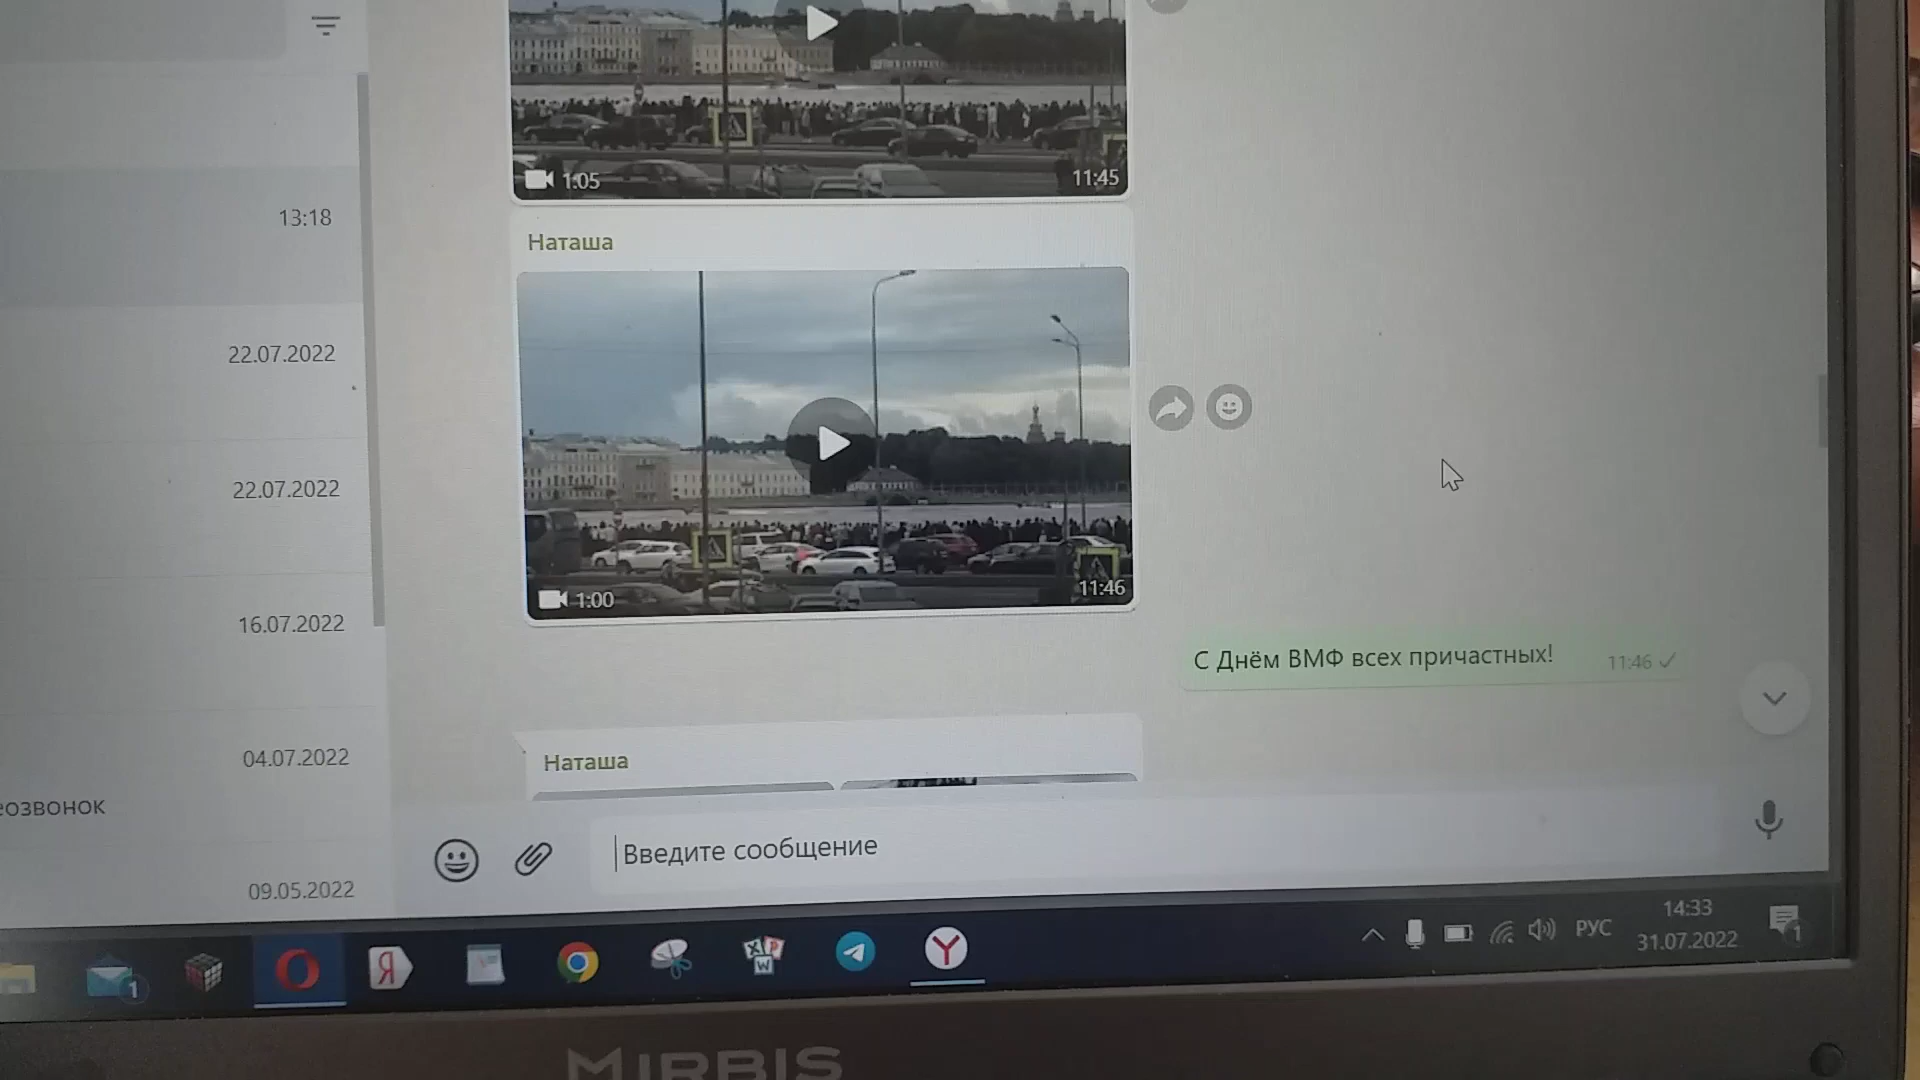 1:05
11:45
13:18
Наташа
22.07.2022
22.07.2022
1:00
11:46
16.07.2022
С Днём ВМФ всех причастных!
11:46
04.07.2022
Наташа
еозвонок
Введите сообщение
09.05.2022
1
Я
X P
W
Y
РУС
14:33
31.07.2022
1
MIRBIS